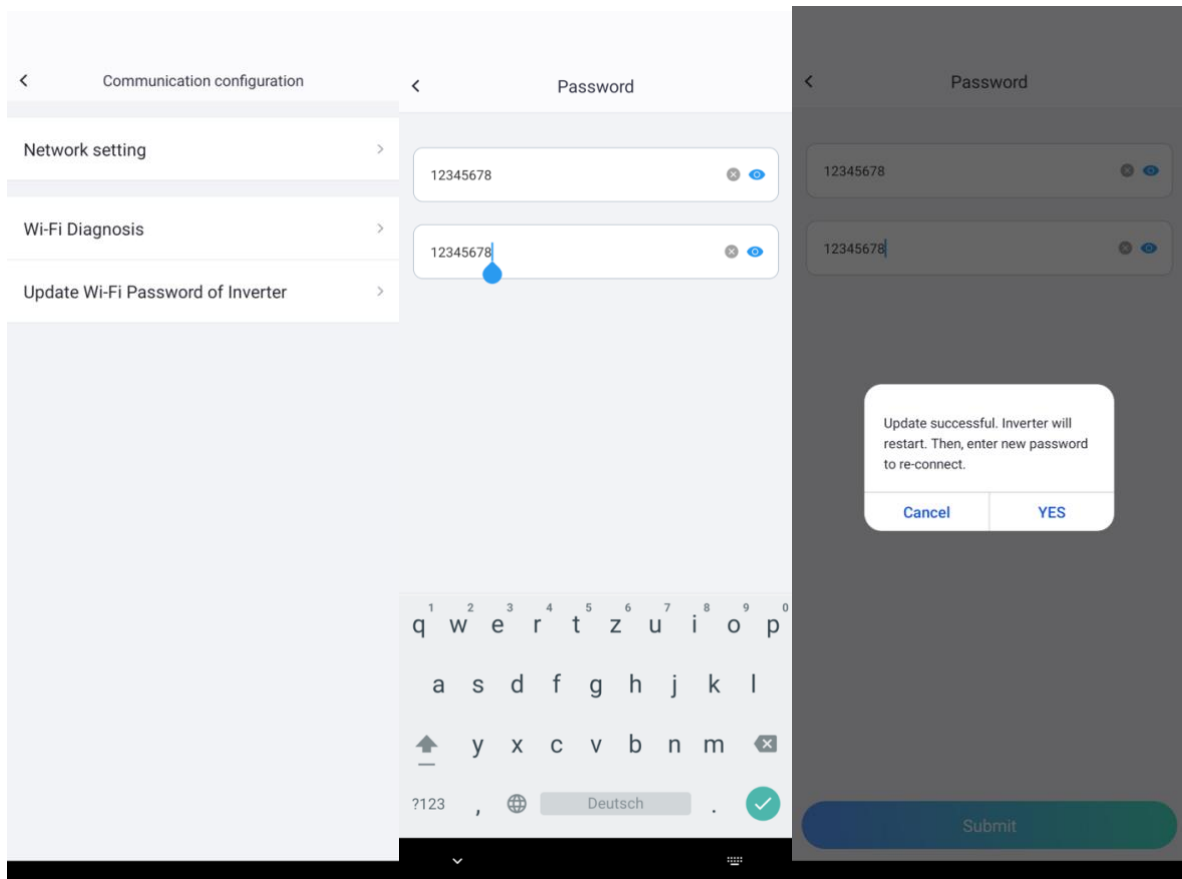 Communication configuration
Network setting
Wi-Fi Diagnosis
Update Wi-Fi Password of Inverter
Password
12345678
12345678
1 2 3 4 5 6 7 8 9 0
q w e r t z u i o p
a s d f g h j k l
y x c v b n m
?123 , Deutsch .
Password
12345678
12345678
Update successful. Inverter will
restart. Then, enter new password
to re-connect.
Cancel YES
Submit